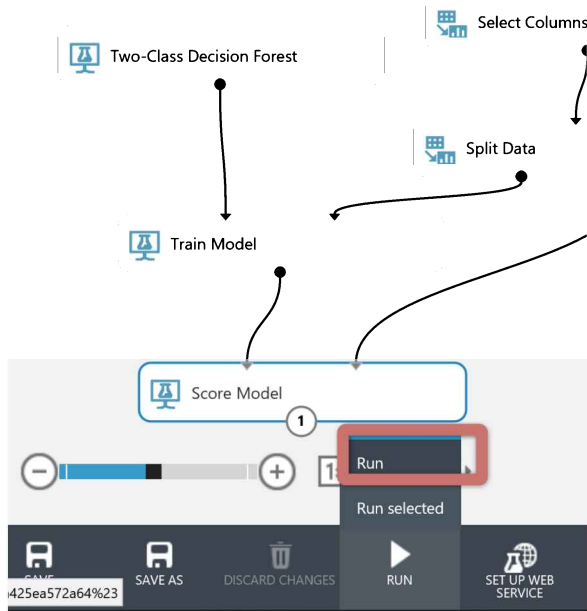 Select Columns
Two-Class Decision Forest
Split Data
Train Model
Score Model
1
Run
Run selected
SAVE AS
DISCARD CHANGES
RUN
SET UP WEB
SERVICE
425ea572a64%23